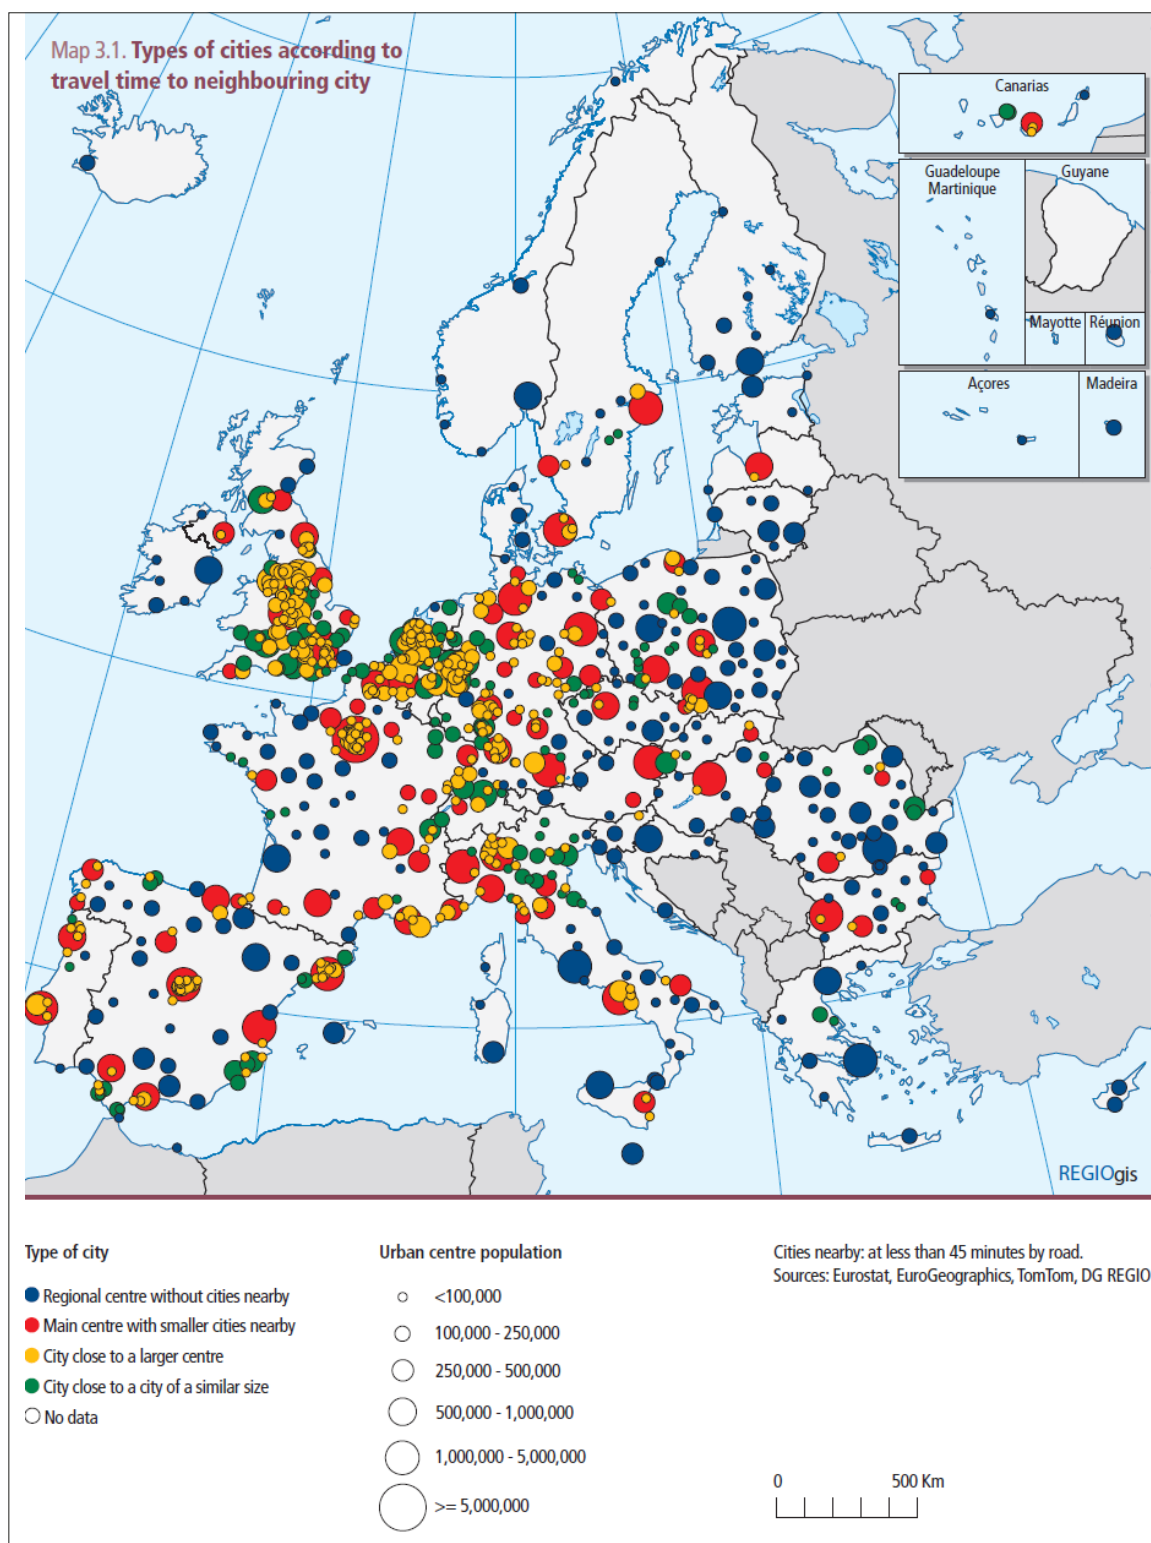 Map 3.1. Types of cities according to
travel time to neighbouring city
Canarias
Guadeloupe
Martinique
Guyane
Mayotte
Réunion
Açores
Madeira
REGIOgis
Type of city
Regional centre without cities nearby
Main centre with smaller cities nearby
City close to a larger centre
City close to a city of a similar size
No data
Urban centre population
<100,000
100,000 - 250,000
250,000 - 500,000
500,000 - 1,000,000
1,000,000 - 5,000,000
>= 5,000,000
Cities nearby: at less than 45 minutes by road.
Sources: Eurostat, EuroGeographics, TomTom, DG REGIO
0 500 Km